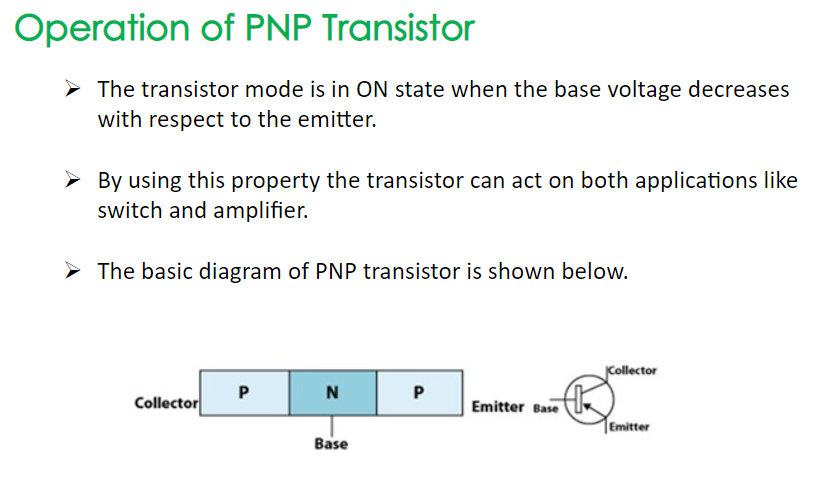 Operation of PNP Transistor
➢ The transistor mode is in ON state when the base voltage decreases
with respect to the emitter.
➢ By using this property the transistor can act on both applications like
switch and amplifier.
➢ The basic diagram of PNP transistor is shown below.
Collector P N P Emitter
Base
Collector
Base
Emitter